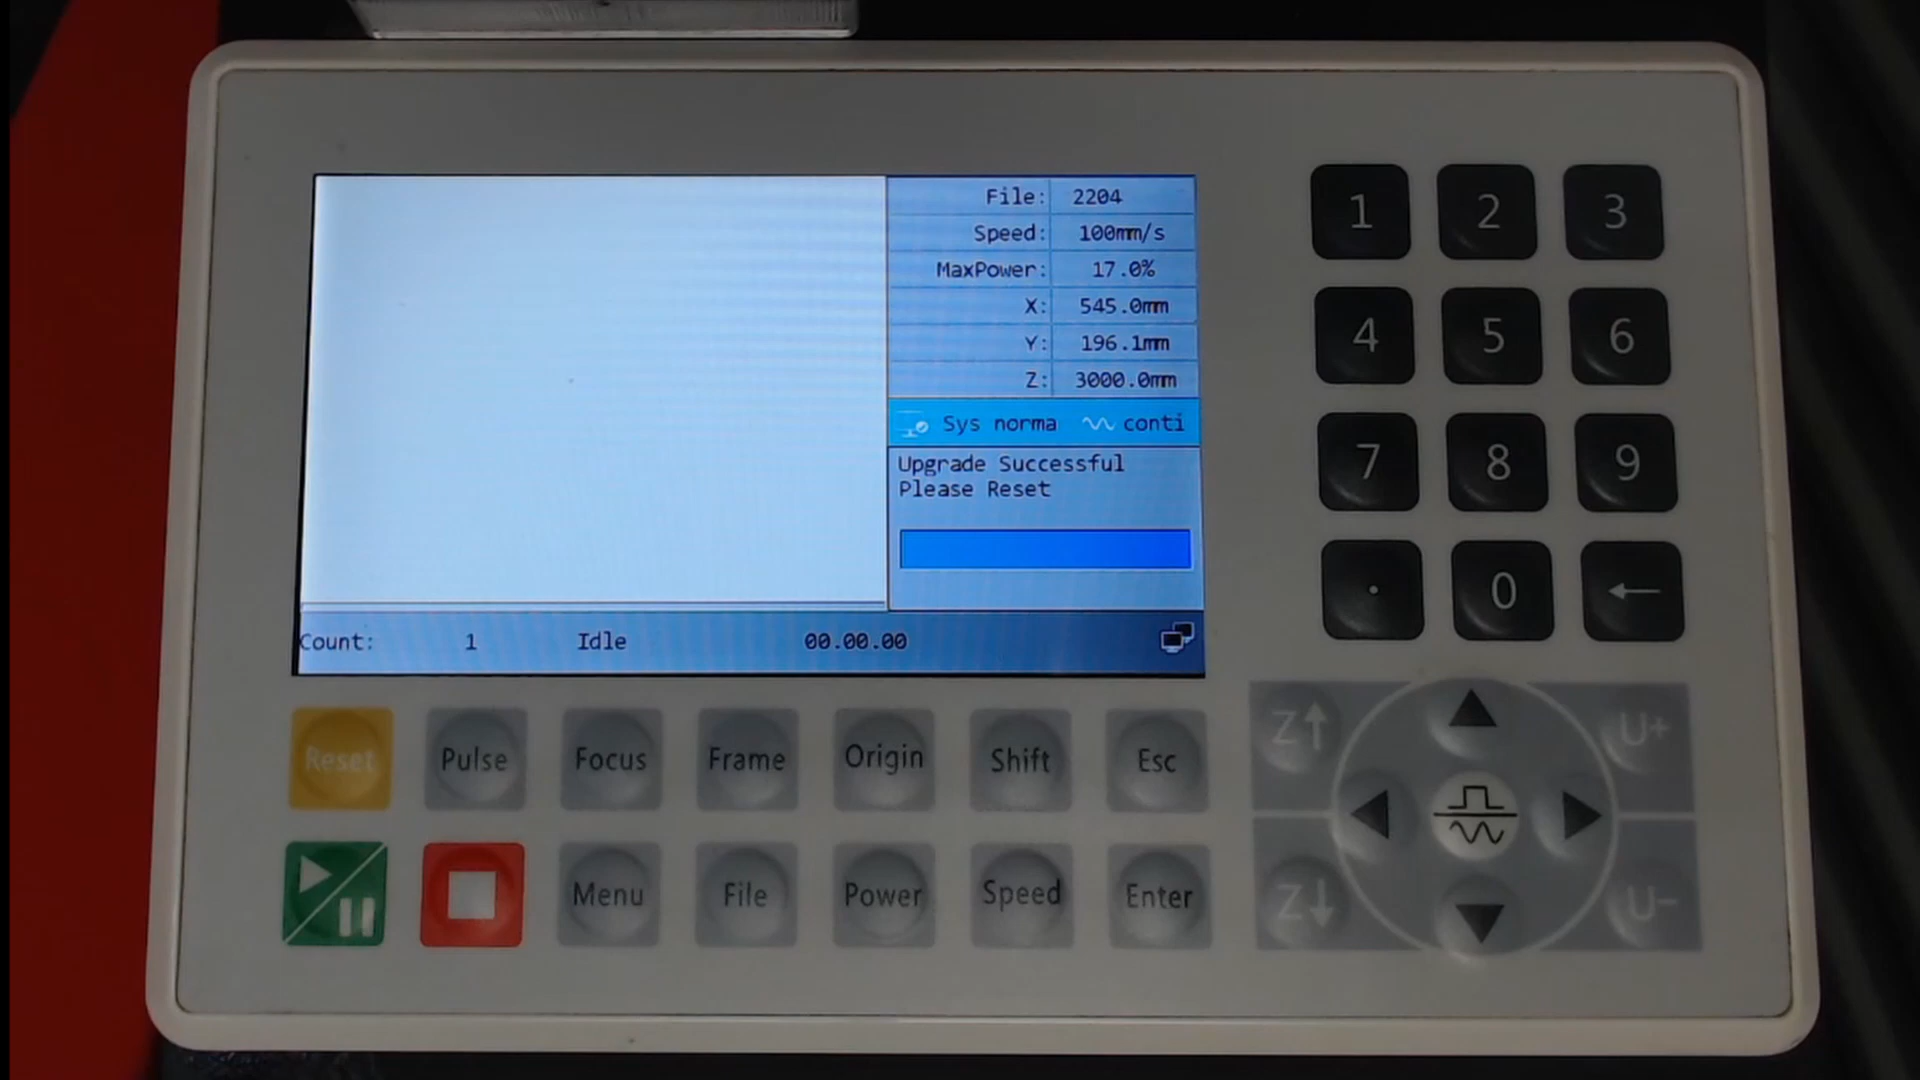 File: 2204
Speed: 100mm/s
MaxPower: 17.0%
X: 545.0mm
Y: 196.1mm
Z: 3000.0mm
Sys norma conti
Upgrade Successful
Please Reset
Count: 1 Idle 00.00.00
1 2 3
4 5 6
7 8 9
. 0 ←
Reset Pulse Focus Frame Origin Shift Esc
Menu File Power Speed Enter
Z↑ U+
Z↓ U-